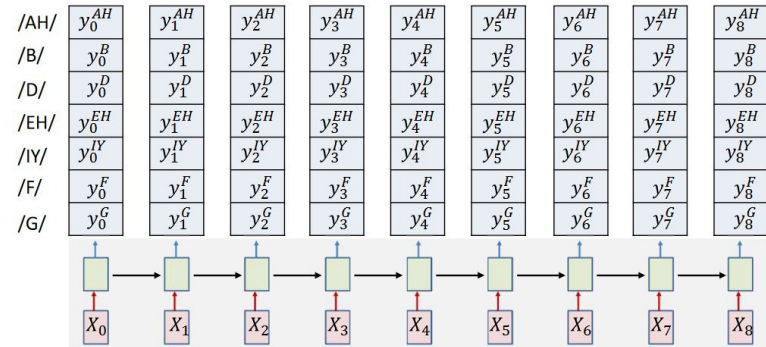 /AH/ y_0^{AH} y_1^{AH} y_2^{AH} y_3^{AH} y_4^{AH} y_5^{AH} y_6^{AH} y_7^{AH} y_8^{AH}
/B/ y_0^B y_1^B y_2^B y_3^B y_4^B y_5^B y_6^B y_7^B y_8^B
/D/ y_0^D y_1^D y_2^D y_3^D y_4^D y_5^D y_6^D y_7^D y_8^D
/EH/ y_0^{EH} y_1^{EH} y_2^{EH} y_3^{EH} y_4^{EH} y_5^{EH} y_6^{EH} y_7^{EH} y_8^{EH}
/IY/ y_0^{IY} y_1^{IY} y_2^{IY} y_3^{IY} y_4^{IY} y_5^{IY} y_6^{IY} y_7^{IY} y_8^{IY}
/F/ y_0^F y_1^F y_2^F y_3^F y_4^F y_5^F y_6^F y_7^F y_8^F
/G/ y_0^G y_1^G y_2^G y_3^G y_4^G y_5^G y_6^G y_7^G y_8^G
X_0 X_1 X_2 X_3 X_4 X_5 X_6 X_7 X_8